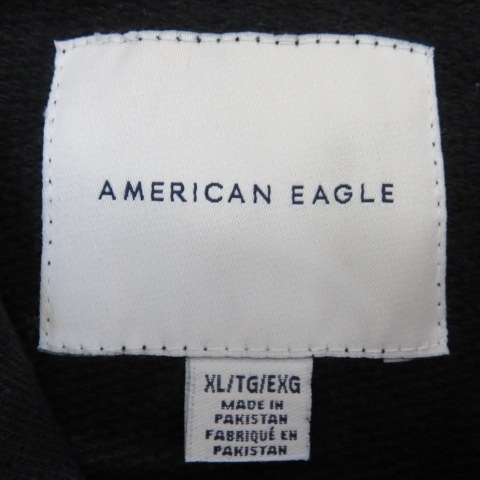 AMERICAN EAGLE
XL/TG/EXG
MADE IN
PAKISTAN
FABRIQUÉ EN
PAKISTAN